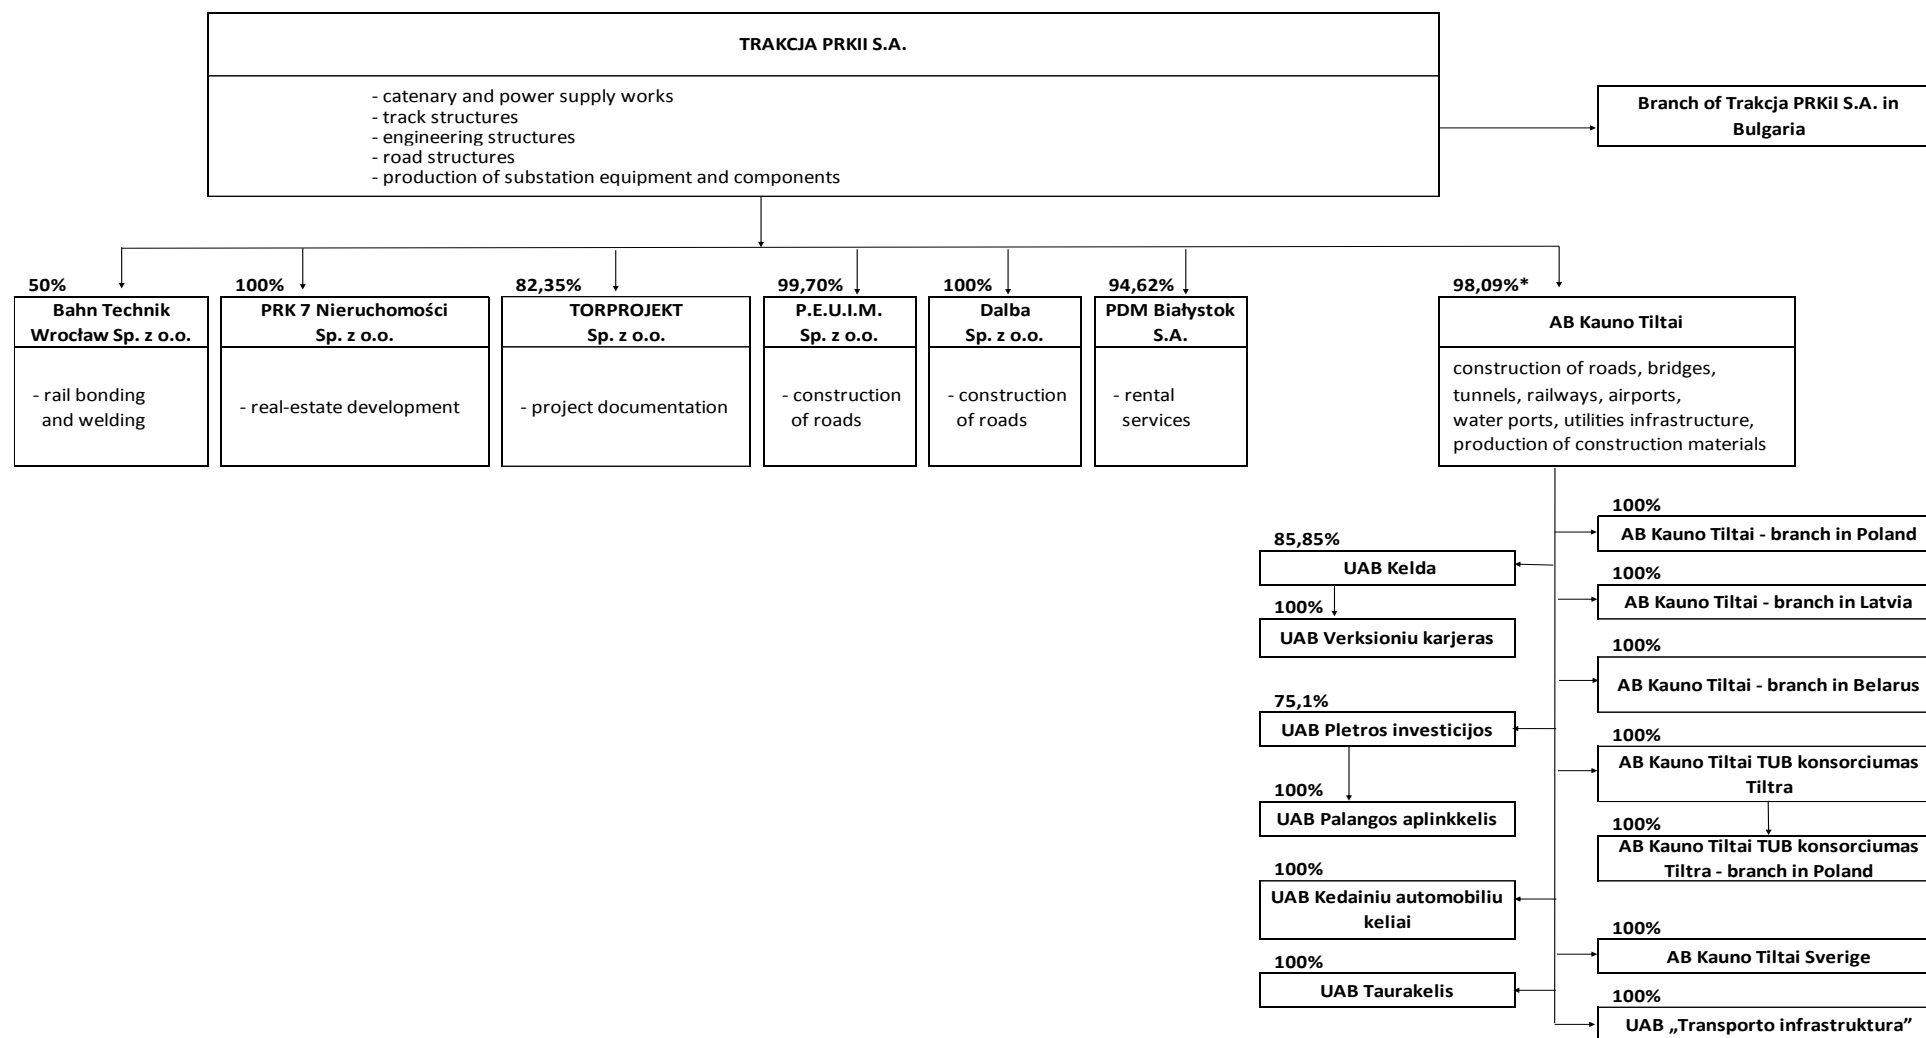 TRAKCJA PRKII S.A.
- catenary and power supply works
- track structures
- engineering structures
- road structures
- production of substation equipment and components
Branch of Trakcja PRKiI S.A. in
Bulgaria
50%
Bahn Technik
Wrocław Sp. z o.o.
- rail bonding
and welding
100%
PRK 7 Nieruchomości
Sp. z o.o.
- real-estate development
82,35%
TORPROJEKT
Sp. z o.o.
- project documentation
99,70%
P.E.U.I.M.
Sp. z o.o.
- construction
of roads
100%
Dalba
Sp. z o.o.
- construction
of roads
94,62%
PDM Białystok
S.A.
- rental
services
98,09%*
AB Kauno Tiltai
construction of roads, bridges,
tunnels, railways, airports,
water ports, utilities infrastructure,
production of construction materials
85,85%
UAB Kelda
100%
UAB Verksioniu karjeras
75,1%
UAB Pletros investicijos
100%
UAB Palangos aplinkkelis
100%
UAB Kedainiu automobiliu
keliai
100%
UAB Taurakelis
100%
AB Kauno Tiltai - branch in Poland
100%
AB Kauno Tiltai - branch in Latvia
100%
AB Kauno Tiltai - branch in Belarus
100%
AB Kauno Tiltai TUB konsorciumas
Tiltra
100%
AB Kauno Tiltai TUB konsorciumas
Tiltra - branch in Poland
100%
AB Kauno Tiltai Sverige
100%
UAB „Transporto infrastruktura”